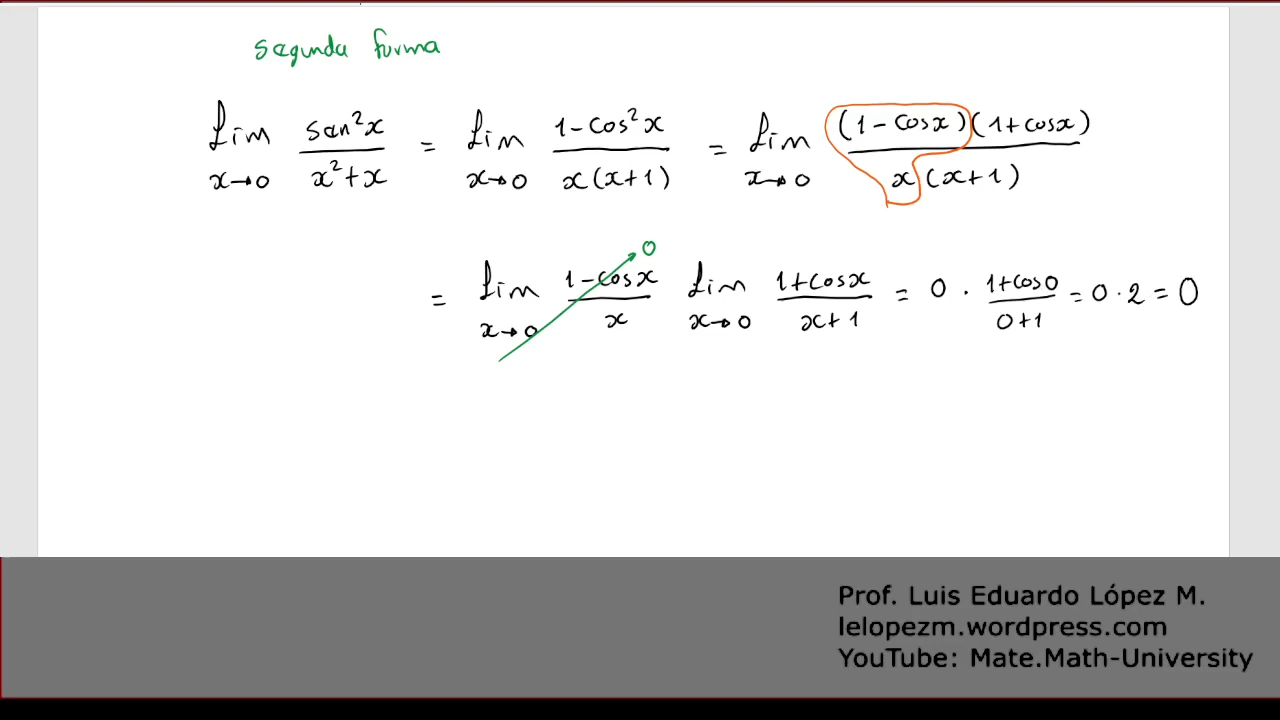 segunda forma
Lim x→0 sen²x / x²+x = Lim x→0 1-cos²x / x(x+1) = Lim x→0 (1-cosx)(1+cosx) / x(x+1)
= Lim x→0 1-cosx / x 0 Lim x→0 1+cosx / x+1 = 0 · 1+cos0 / 0+1 = 0·2 = 0
Prof. Luis Eduardo López M.
lelopezm.wordpress.com
YouTube: Mate.Math-University